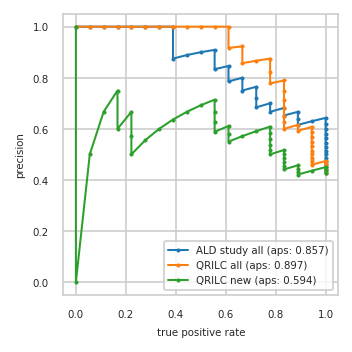 precision
1.0
0.8
0.6
0.4
0.2
0.0
ALD study all (aps: 0.857)
QRILC all (aps: 0.897)
QRILC new (aps: 0.594)
0.0 0.2 0.4 0.6 0.8 1.0
true positive rate